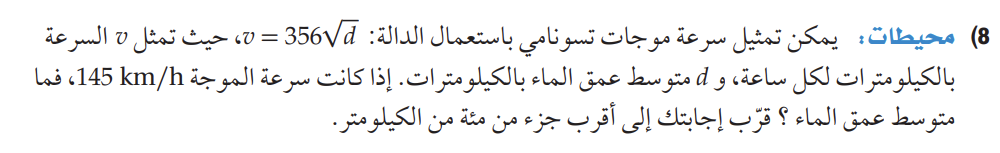 8) محيطات: يمكن تمثيل سرعة موجات تسونامي باستعمال الدالة: v = 356√d، حيث تمثل v السرعة
بالكيلومترات لكل ساعة، و d متوسط عمق الماء بالكيلومترات. إذا كانت سرعة الموجة 145 km/h، فما
متوسط عمق الماء ؟ قرّب إجابتك إلى أقرب جزء من مئة من الكيلومتر.